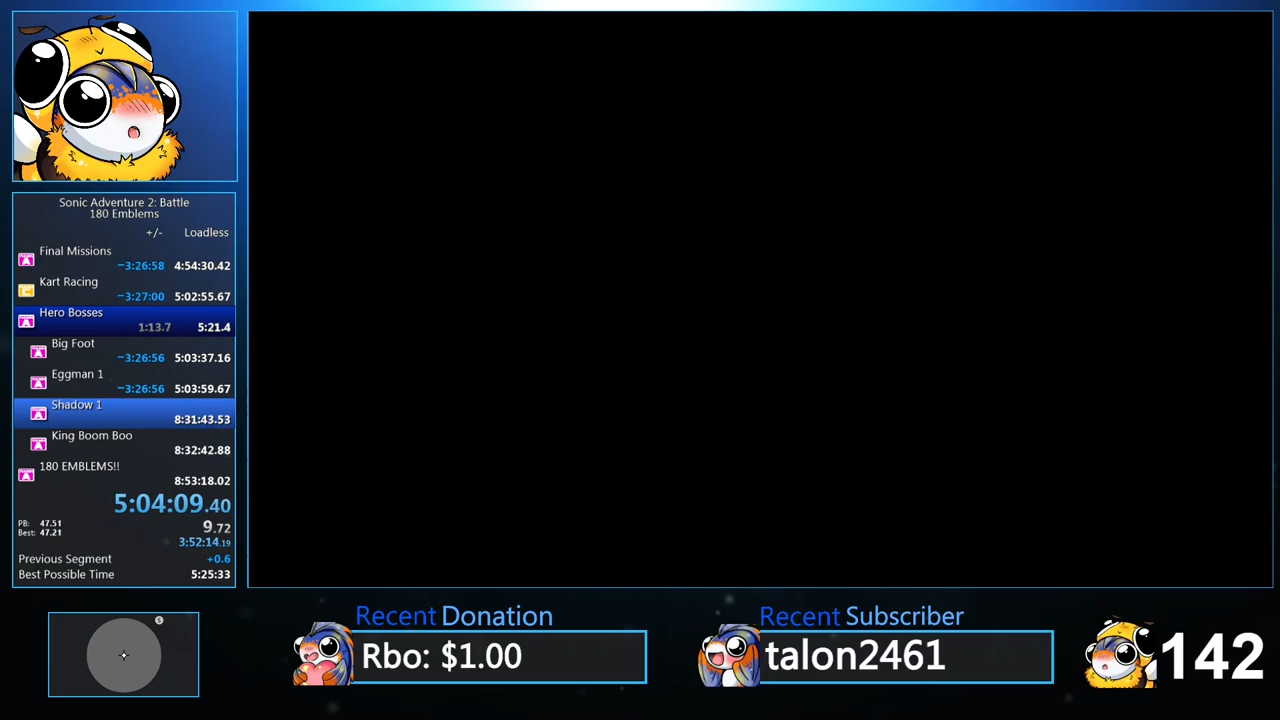 Sonic Adventure 2: Battle
180 Emblems
+/- Loadless
Final Missions
−3:26:58 4:54:30.42
Kart Racing
−3:27:00 5:02:55.67
Hero Bosses
1:13.7 5:21.4
Big Foot
−3:26:56 5:03:37.16
Eggman 1
−3:26:56 5:03:59.67
Shadow 1
8:31:43.53
King Boom Boo
8:32:42.88
180 EMBLEMS!!
8:53:18.02
5:04:09.40
PB: 47.51
Best: 47.21
9.72
3:52:14.19
Previous Segment +0.6
Best Possible Time 5:25:33
Recent Donation
Rbo: $1.00
Recent Subscriber
talon2461
142